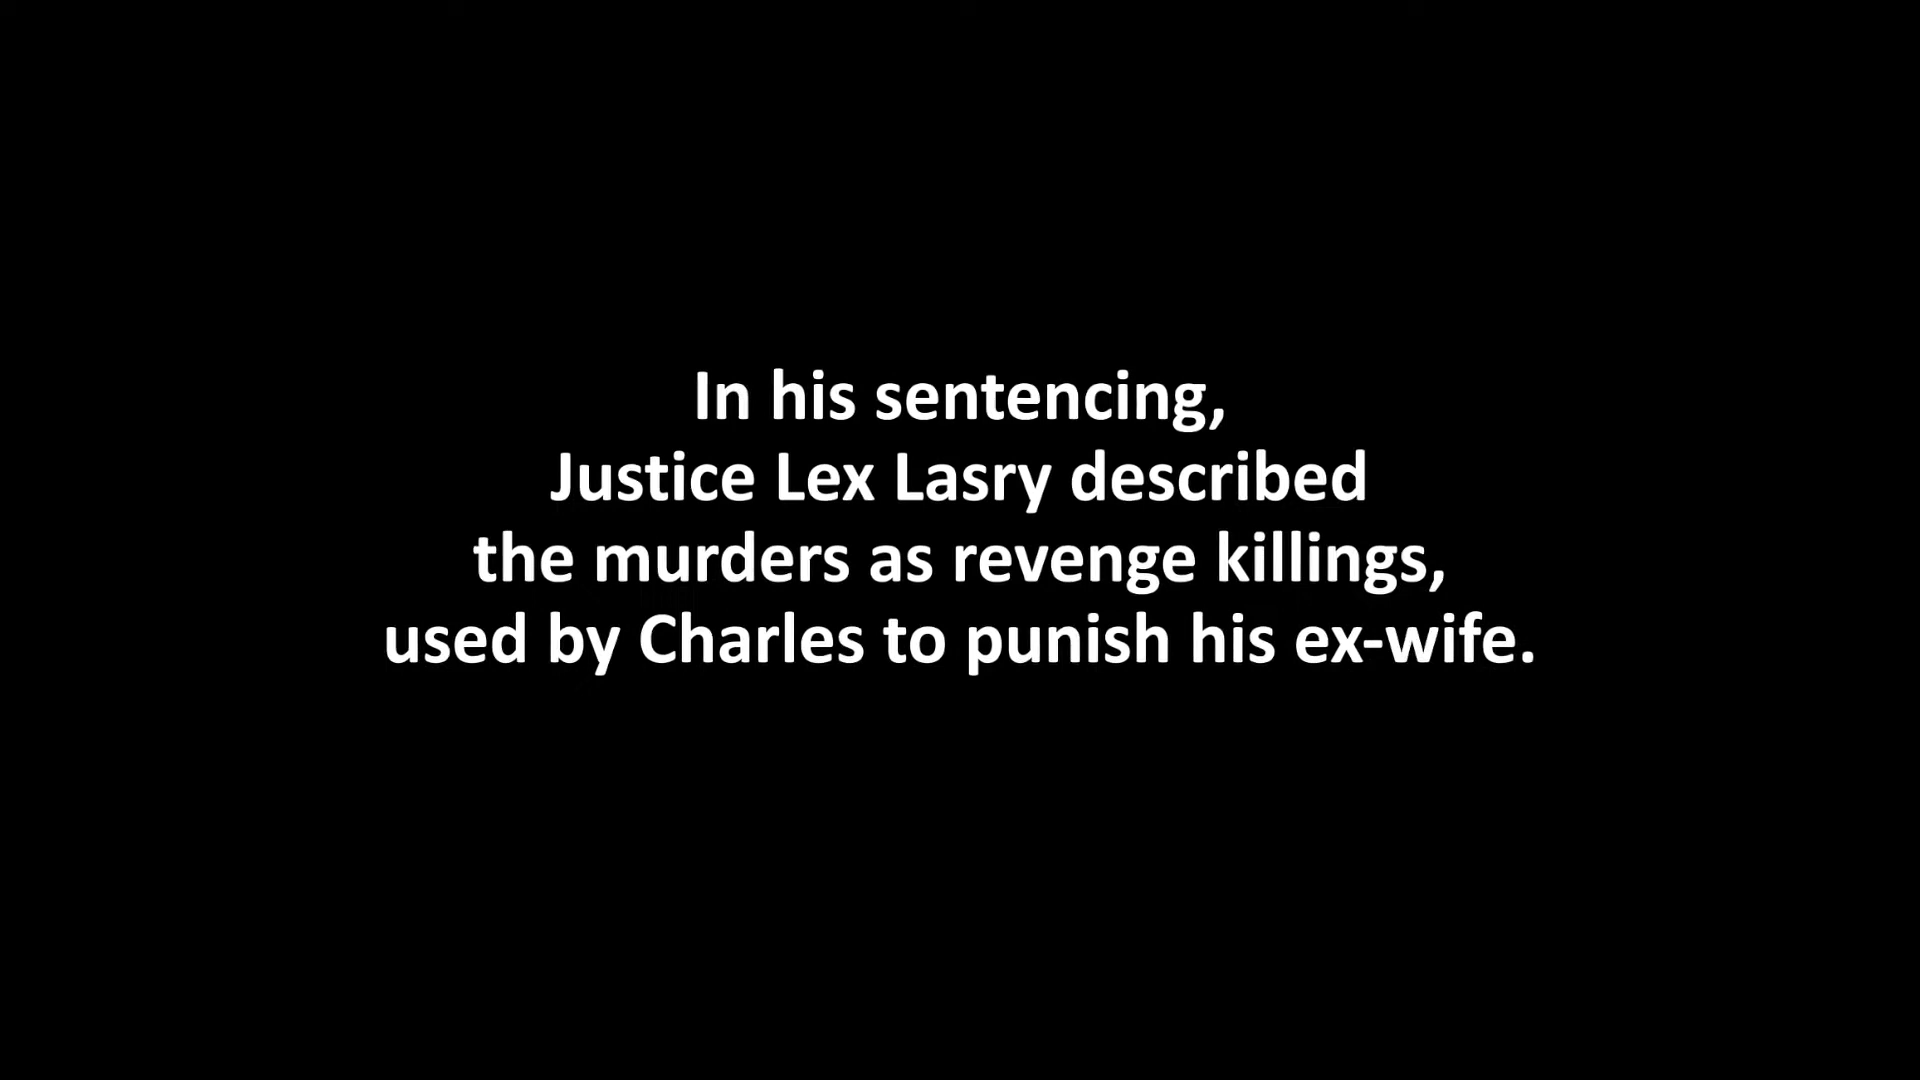 In his sentencing,
Justice Lex Lasry described
the murders as revenge killings,
used by Charles to punish his ex-wife.